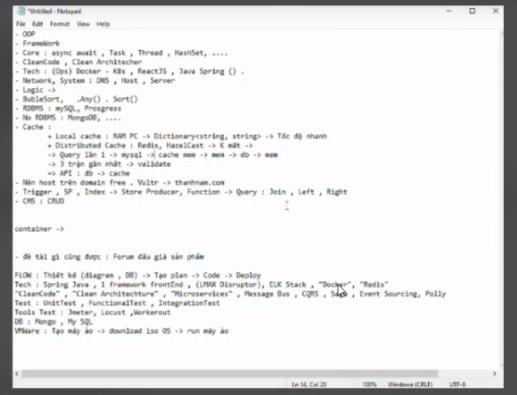 *Untitled - Notepad
File Edit Format View Help
- OOP
- FrameWork
- Core : async await , Task , Thread , HashSet, ....
- CleanCode , Clean Architecher
- Tech : (Ops) Docker - K8s , ReactJS , Java Spring () .
- Network, System : DNS , Host , Server
- Logic ->
- BubleSort, .Any() . Sort()
- RDBMS : mySQL, Prosgress
- No RDBMS : MongoDB, ....
- Cache :
+ Local cache : RAM PC -> Dictionary<string, string> -> Tốc độ nhanh
+ Distributed Cache : Redis, HazelCast -> K mất ->
-> Query lần 1 -> mysql -> cache mem -> mem -> db -> mem
-> 3 trận gần nhất -> validate
=> API : db -> cache
- Nên host trên domain free . Vultr -> thanhnam.com
- Trigger , SP , Index -> Store Producer, Function -> Query : Join , Left , Right
- CMS : CRUD
container ->
- đề tài gì cũng được : Forum đấu giá sản phẩm
FLOW : Thiết kế (diagram , DB) -> Tạo plan -> Code -> Deploy
Tech : Spring Java , 1 framework frontEnd , (LMAX Disruptor), ELK Stack , "Docker", "Redis"
"CleanCode" , "Clean Architechture" , "Microservices" , Message Bus , CQRS , Event Sourcing, Polly
Test : UnitTest , FunctionalTest , IntegrationTest
Tools Test : Jmeter, Locust ,Workerout
DB : Mongo , My SQL
VMWare : Tạo máy ảo -> download iso OS -> run máy ảo
Ln 14, Col 28 100% Windows (CRLF) UTF-8